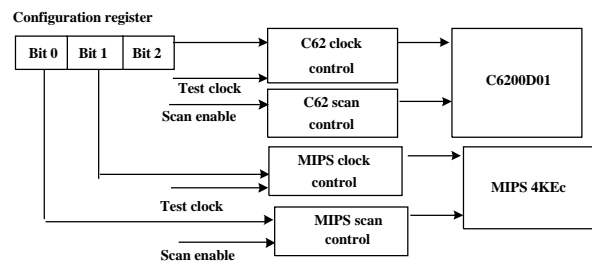 Configuration register
Bit 0 Bit 1 Bit 2
C62 clock
control
Test clock
C62 scan
control
Scan enable
C6200D01
MIPS clock
control
Test clock
MIPS scan
control
Scan enable
MIPS 4KEc